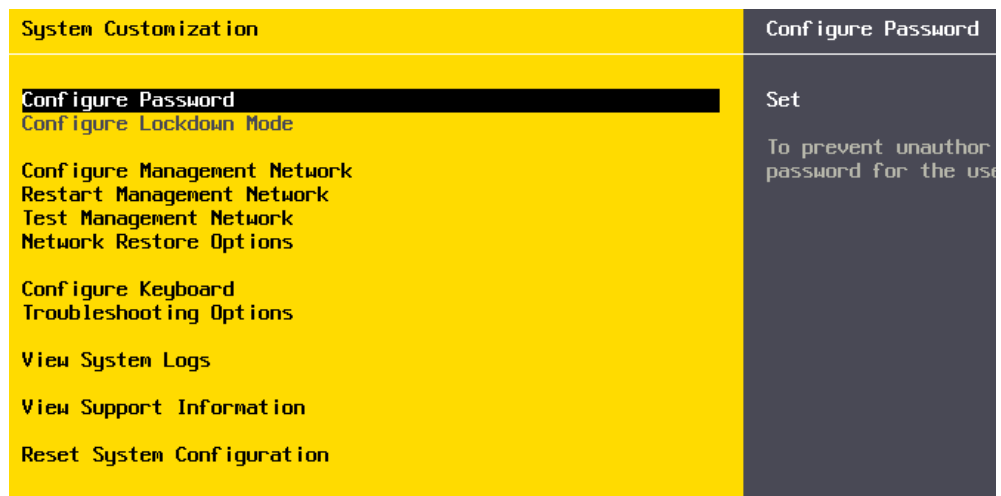 System Customization
Configure Password
Configure Password
Configure Lockdown Mode
Configure Management Network
Restart Management Network
Test Management Network
Network Restore Options
Configure Keyboard
Troubleshooting Options
View System Logs
View Support Information
Reset System Configuration
Set
To prevent unauthor
password for the use